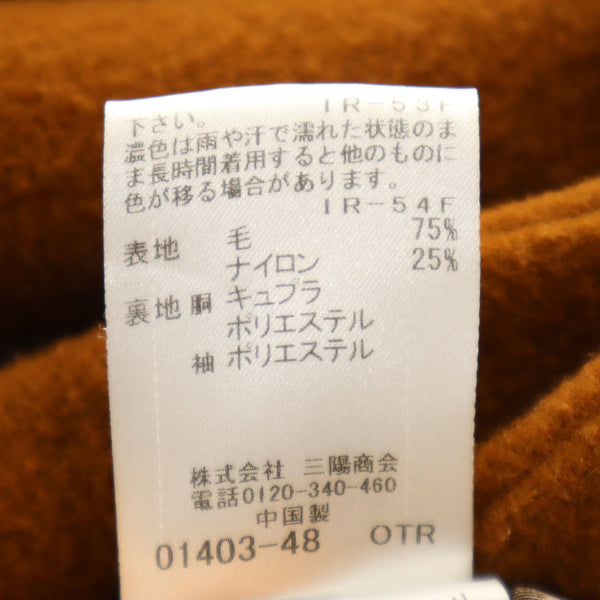 IR-53F
下さい。
濃色は雨や汗で濡れた状態のま
ま長時間着用すると他のものに
色が移る場合があります。
IR-54F
表地 毛 75%
ナイロン 25%
裏地 胴 キュプラ
ポリエステル
袖 ポリエステル
株式会社 三陽商会
電話0120-340-460
中国製
01403-48 OTR